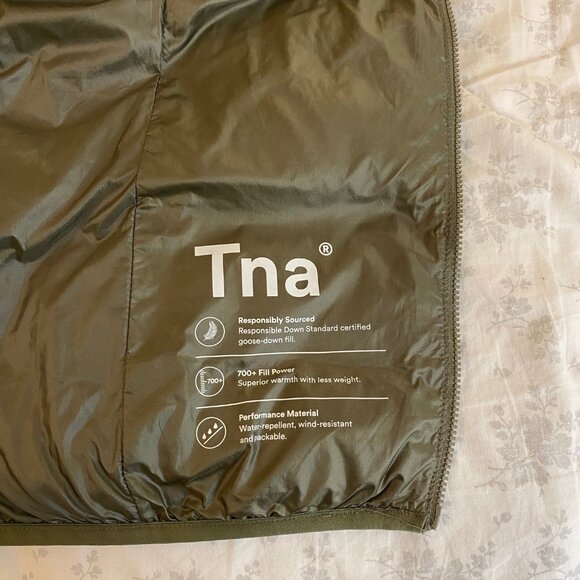 Tna®
Responsibly Sourced
Responsible Down Standard certified
goose-down fill.
700+
700+ Fill Power
Superior warmth with less weight.
Performance Material
Water-repellent, wind-resistant
and packable.